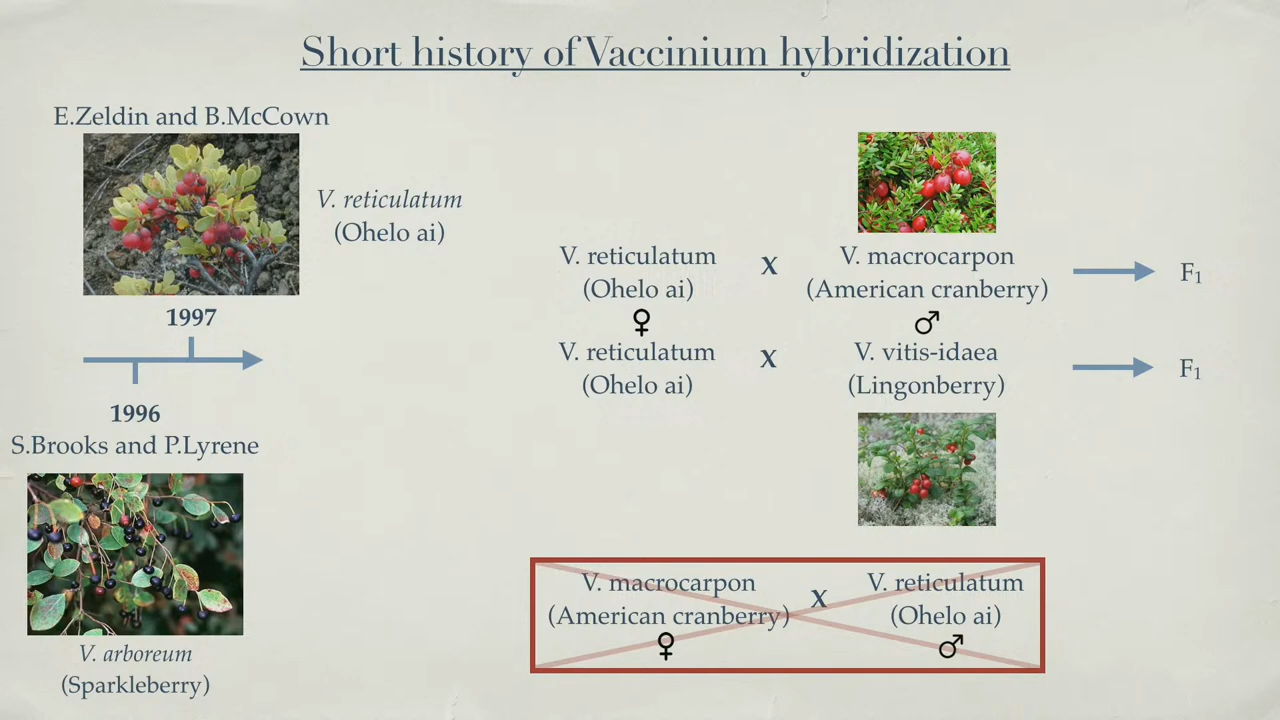 Short history of Vaccinium hybridization
E.Zeldin and B.McCown
V. reticulatum
(Ohelo ai)
1997
1996
S.Brooks and P.Lyrene
V. arboreum
(Sparkleberry)
V. reticulatum X V. macrocarpon F1
(Ohelo ai) (American cranberry)
♀ ♂
V. reticulatum X V. vitis-idaea F1
(Ohelo ai) (Lingonberry)
V. macrocarpon X V. reticulatum
(American cranberry) (Ohelo ai)
♀ ♂